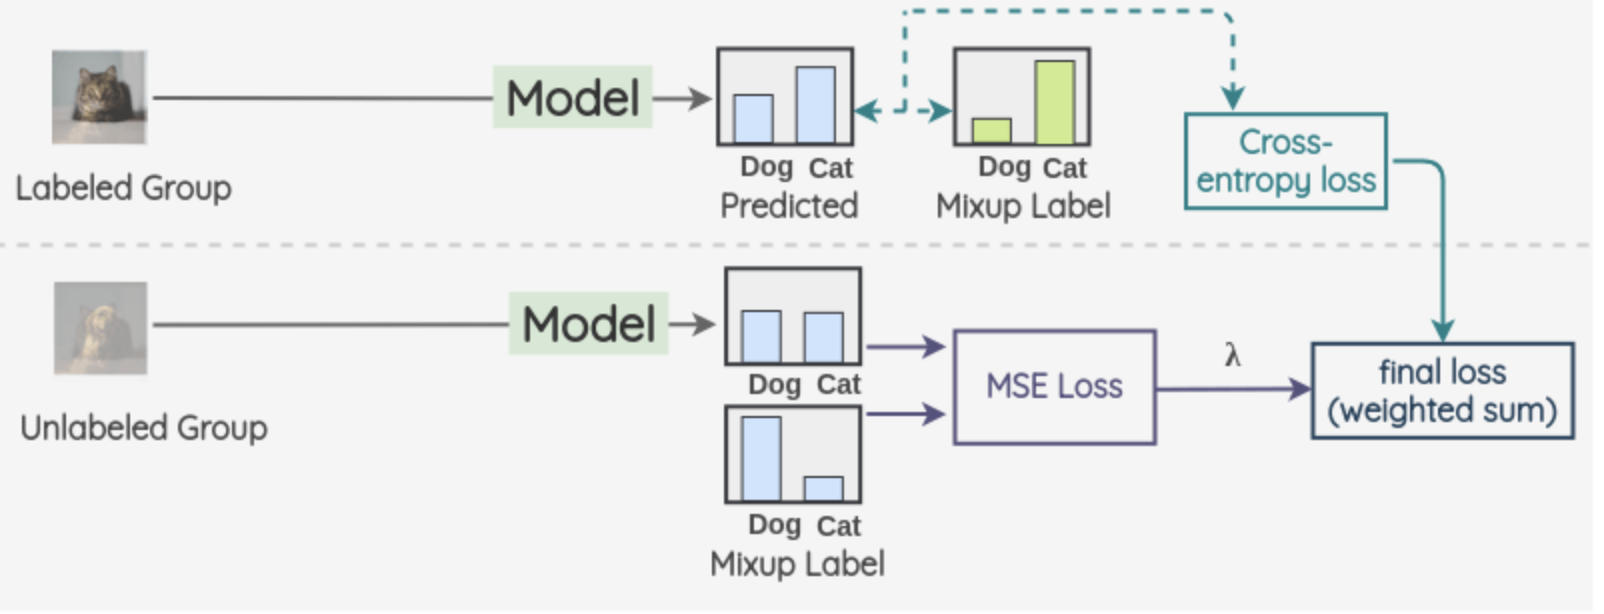 Model
Dog Cat
Predicted
Dog Cat
Mixup Label
Cross-
entropy loss
Labeled Group
Model
Dog Cat
MSE Loss
λ
final loss
(weighted sum)
Unlabeled Group
Dog Cat
Mixup Label